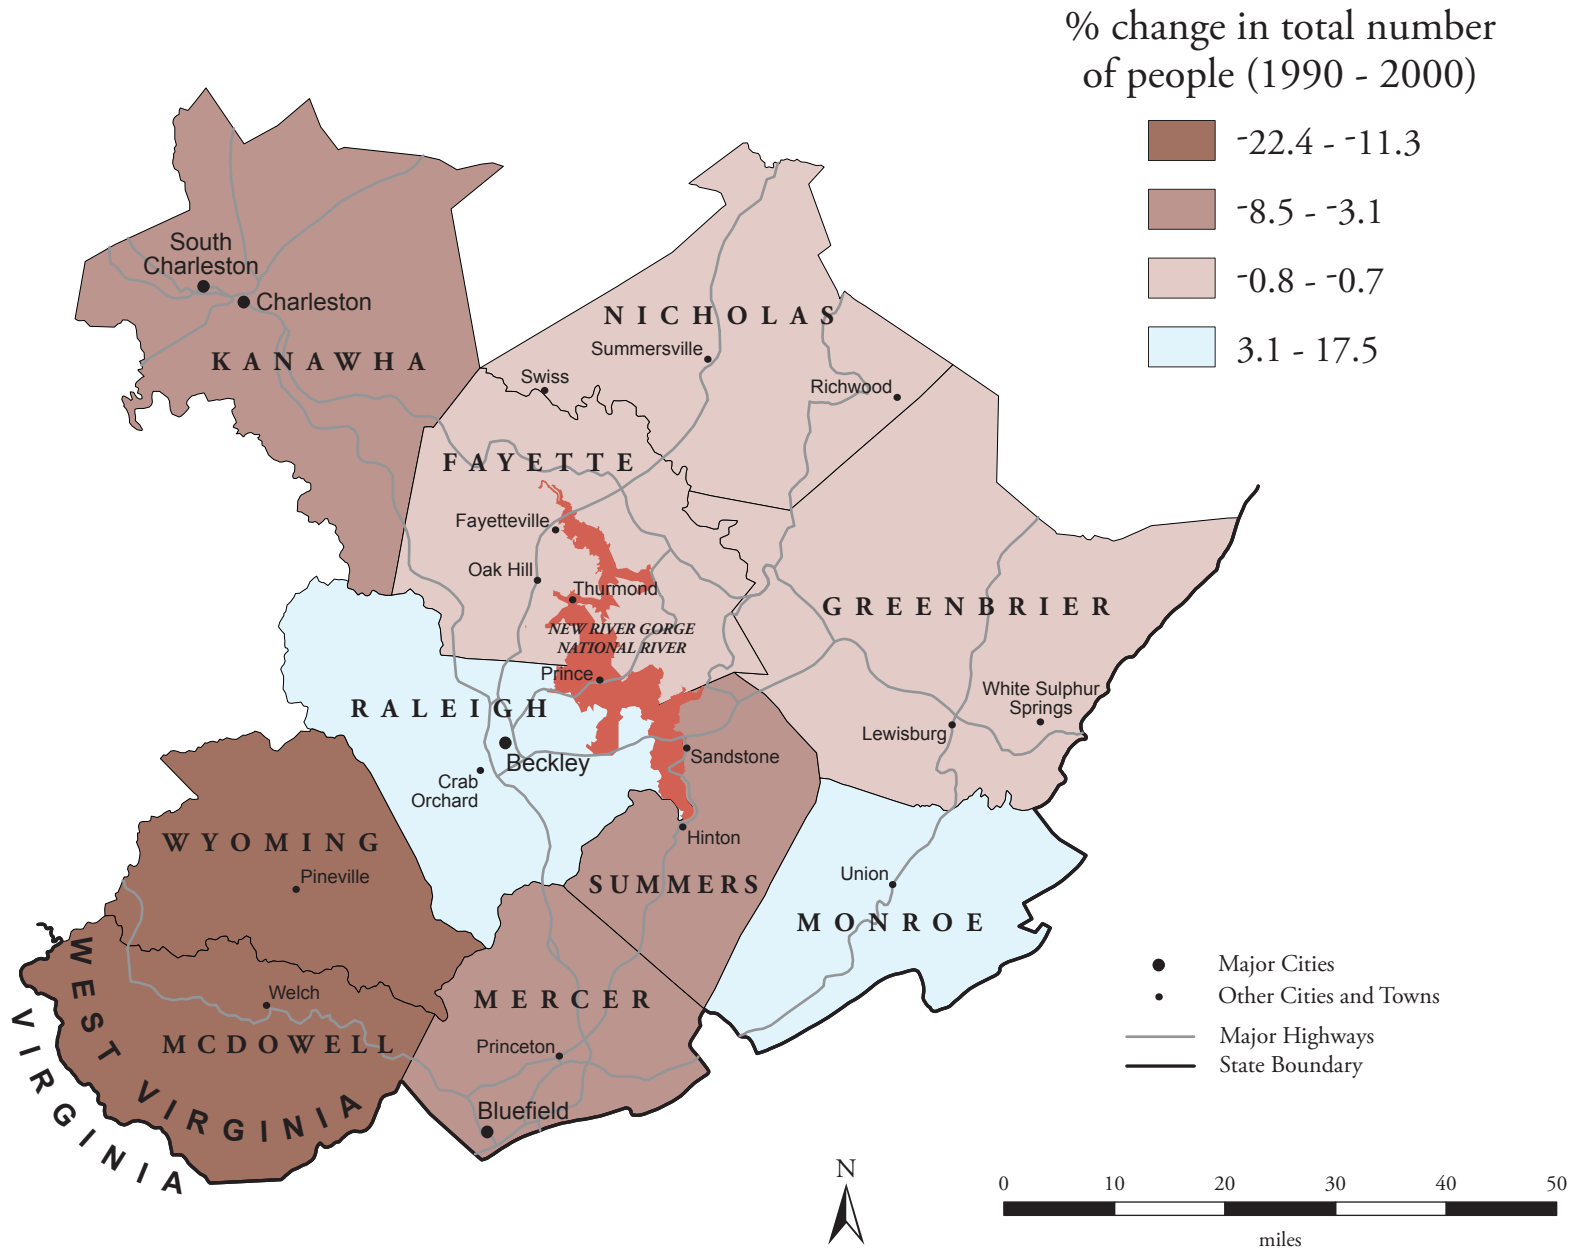 % change in total number
of people (1990 - 2000)
-22.4 - -11.3
-8.5 - -3.1
-0.8 - -0.7
3.1 - 17.5
South
Charleston
Charleston
KANAWHA
NICHOLAS
Summersville
Swiss
Richwood
FAYETTE
Fayetteville
Oak Hill
Thurmond
NEW RIVER GORGE
NATIONAL RIVER
Prince
GREENBRIER
White Sulphur
Springs
Lewisburg
RALEIGH
Beckley
Crab
Orchard
Sandstone
Hinton
SUMMERS
WYOMING
Pineville
Union
MONROE
WEST VIRGINIA
VIRGINIA
Welch
MCDOWELL
MERCER
Princeton
Bluefield
Major Cities
Other Cities and Towns
Major Highways
State Boundary
N
0 10 20 30 40 50
miles